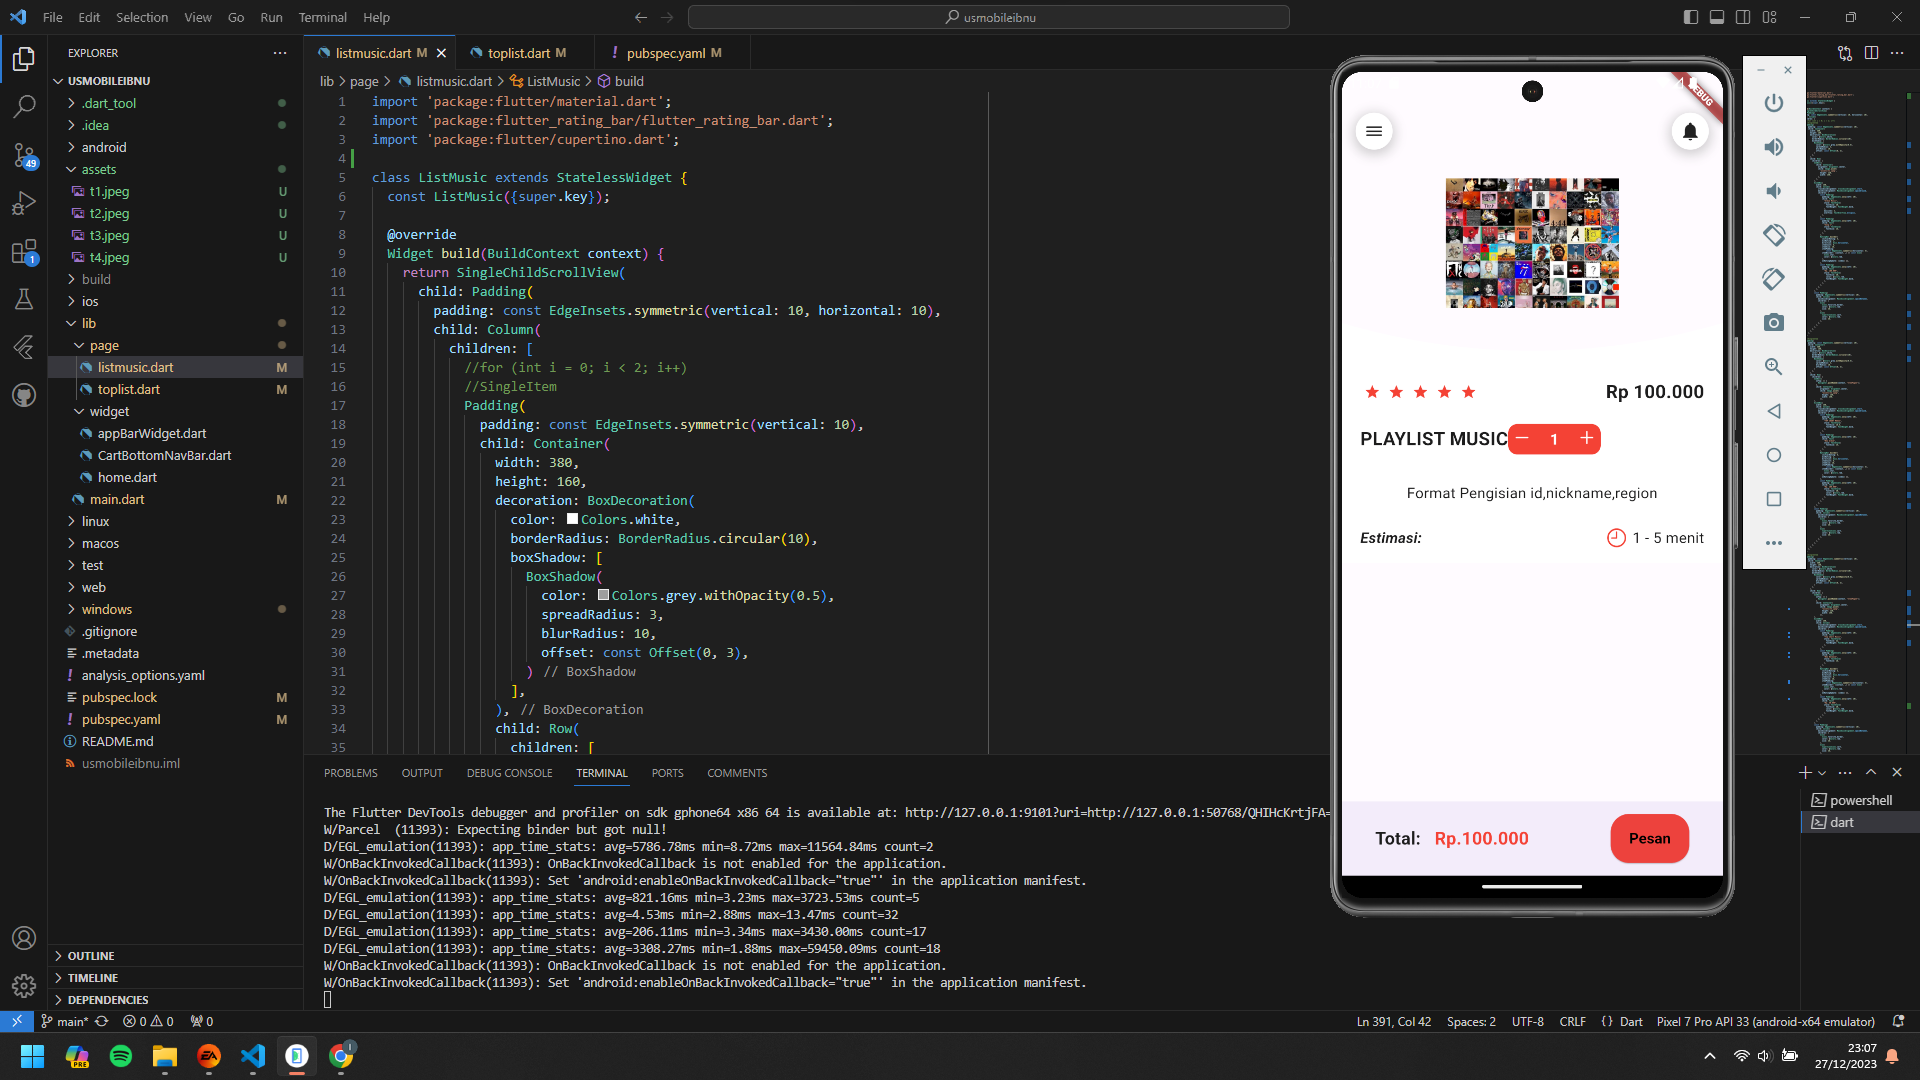 File Edit Selection View Go Run Terminal Help
usmobileibnu
EXPLORER
USMOBILEIBNU
.dart_tool
.idea
android
assets
t1.jpeg U
t2.jpeg U
t3.jpeg U
t4.jpeg U
build
ios
lib
page
listmusic.dart M
toplist.dart M
widget
appBarWidget.dart
CartBottomNavBar.dart
home.dart
main.dart M
linux
macos
test
web
windows
.gitignore
.metadata
analysis_options.yaml
pubspec.lock M
pubspec.yaml M
README.md
usmobileibnu.iml
OUTLINE
TIMELINE
DEPENDENCIES
49
1
listmusic.dart M
toplist.dart M
pubspec.yaml M
lib > page > listmusic.dart > ListMusic > build
1 import 'package:flutter/material.dart';
2 import 'package:flutter_rating_bar/flutter_rating_bar.dart';
3 import 'package:flutter/cupertino.dart';
4
5 class ListMusic extends StatelessWidget {
6 const ListMusic({super.key});
7
8 @override
9 Widget build(BuildContext context) {
10 return SingleChildScrollView(
11 child: Padding(
12 padding: const EdgeInsets.symmetric(vertical: 10, horizontal: 10),
13 child: Column(
14 children: [
15 //for (int i = 0; i < 2; i++)
16 //SingleItem
17 Padding(
18 padding: const EdgeInsets.symmetric(vertical: 10),
19 child: Container(
20 width: 380,
21 height: 160,
22 decoration: BoxDecoration(
23 color: Colors.white,
24 borderRadius: BorderRadius.circular(10),
25 boxShadow: [
26 BoxShadow(
27 color: Colors.grey.withOpacity(0.5),
28 spreadRadius: 3,
29 blurRadius: 10,
30 offset: const Offset(0, 3),
31 ) // BoxShadow
32 ],
33 ), // BoxDecoration
34 child: Row(
35 children: [
DEBUG
Rp 100.000
PLAYLIST MUSIC − 1 +
Format Pengisian id,nickname,region
Estimasi: 1 - 5 menit
Total: Rp.100.000 Pesan
PROBLEMS OUTPUT DEBUG CONSOLE TERMINAL PORTS COMMENTS
The Flutter DevTools debugger and profiler on sdk gphone64 x86 64 is available at: http://127.0.0.1:9101?uri=http://127.0.0.1:50768/QHIHcKrtjFA=
W/Parcel (11393): Expecting binder but got null!
D/EGL_emulation(11393): app_time_stats: avg=5786.78ms min=8.72ms max=11564.84ms count=2
W/OnBackInvokedCallback(11393): OnBackInvokedCallback is not enabled for the application.
W/OnBackInvokedCallback(11393): Set 'android:enableOnBackInvokedCallback="true"' in the application manifest.
D/EGL_emulation(11393): app_time_stats: avg=821.16ms min=3.23ms max=3723.53ms count=5
D/EGL_emulation(11393): app_time_stats: avg=4.53ms min=2.88ms max=13.47ms count=32
D/EGL_emulation(11393): app_time_stats: avg=206.11ms min=3.34ms max=3430.00ms count=17
D/EGL_emulation(11393): app_time_stats: avg=3308.27ms min=1.88ms max=59450.09ms count=18
W/OnBackInvokedCallback(11393): OnBackInvokedCallback is not enabled for the application.
W/OnBackInvokedCallback(11393): Set 'android:enableOnBackInvokedCallback="true"' in the application manifest.
powershell
dart
main* 0 0 0
Ln 391, Col 42 Spaces: 2 UTF-8 CRLF {} Dart Pixel 7 Pro API 33 (android-x64 emulator)
PRE
EA
1
23:07
27/12/2023